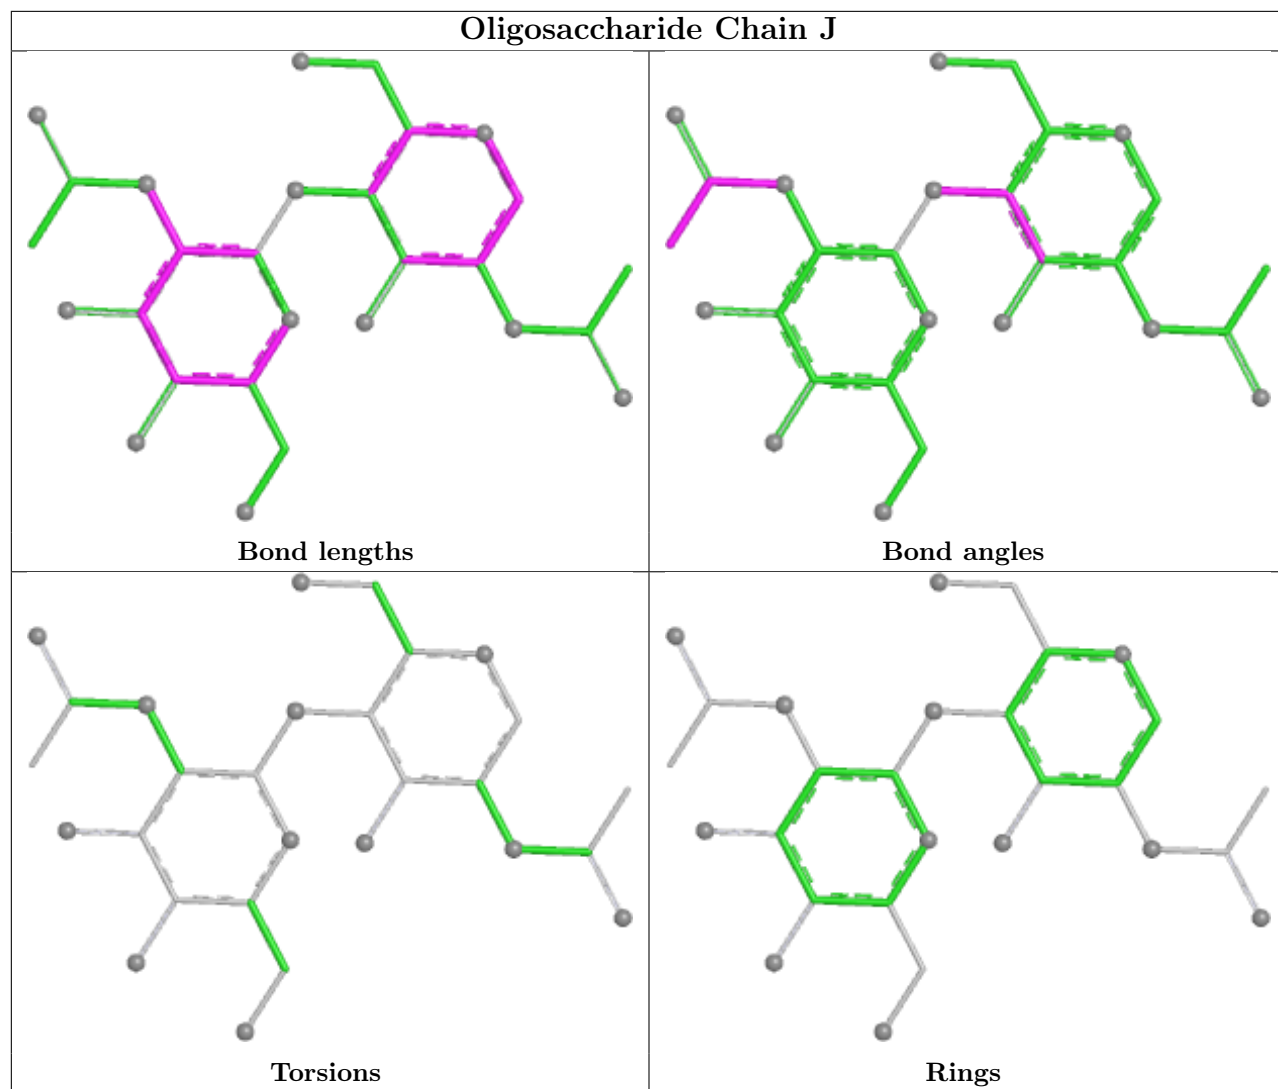 Oligosaccharide Chain J
Bond lengths
Bond angles
Torsions
Rings